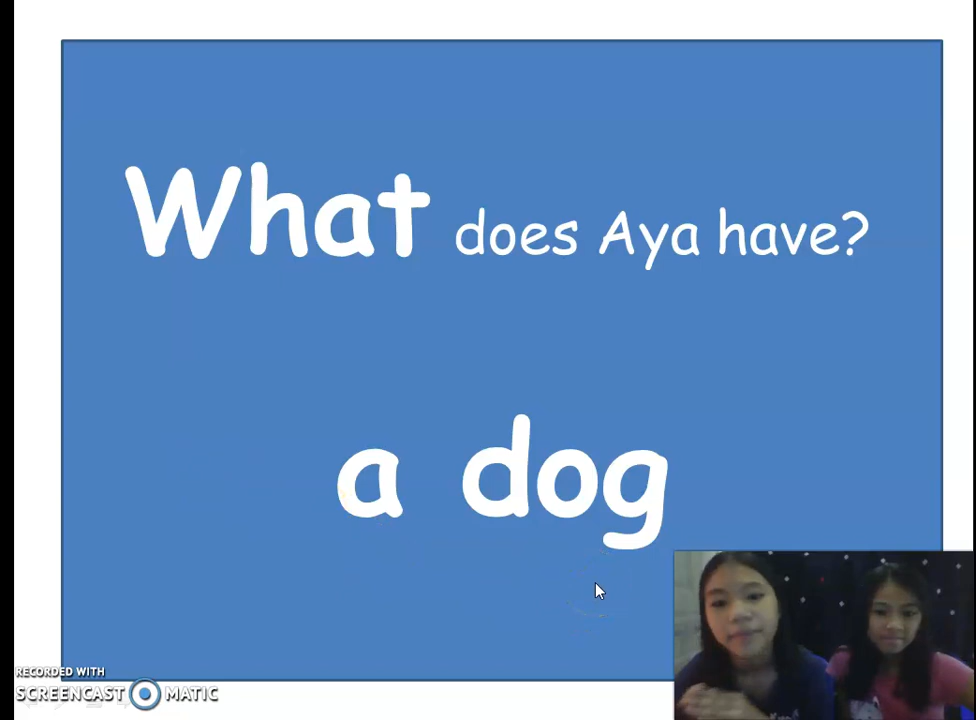 What does Aya have?
a dog
RECORDED WITH
SCREENCAST MATIC